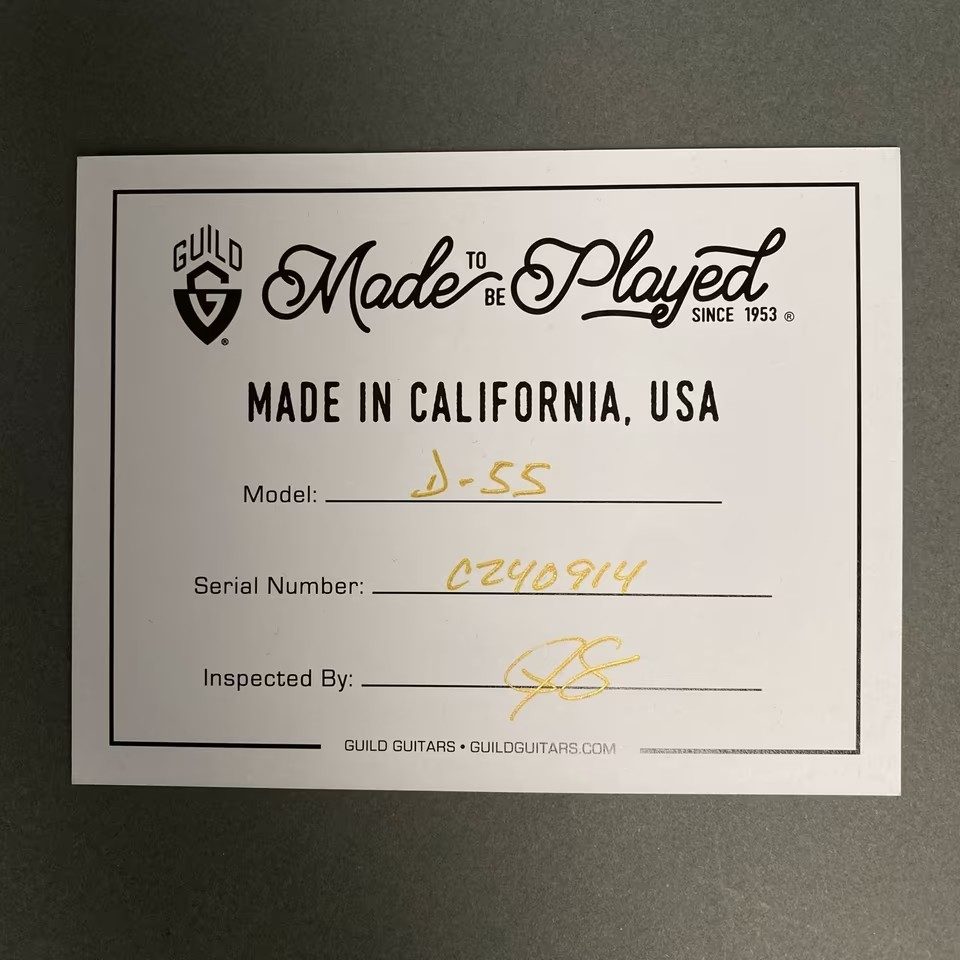 GUILD
Made TO BE Played
SINCE 1953 ®
MADE IN CALIFORNIA, USA
Model: D-55
Serial Number: C240914
Inspected By:
GUILD GUITARS • GUILDGUITARS.COM